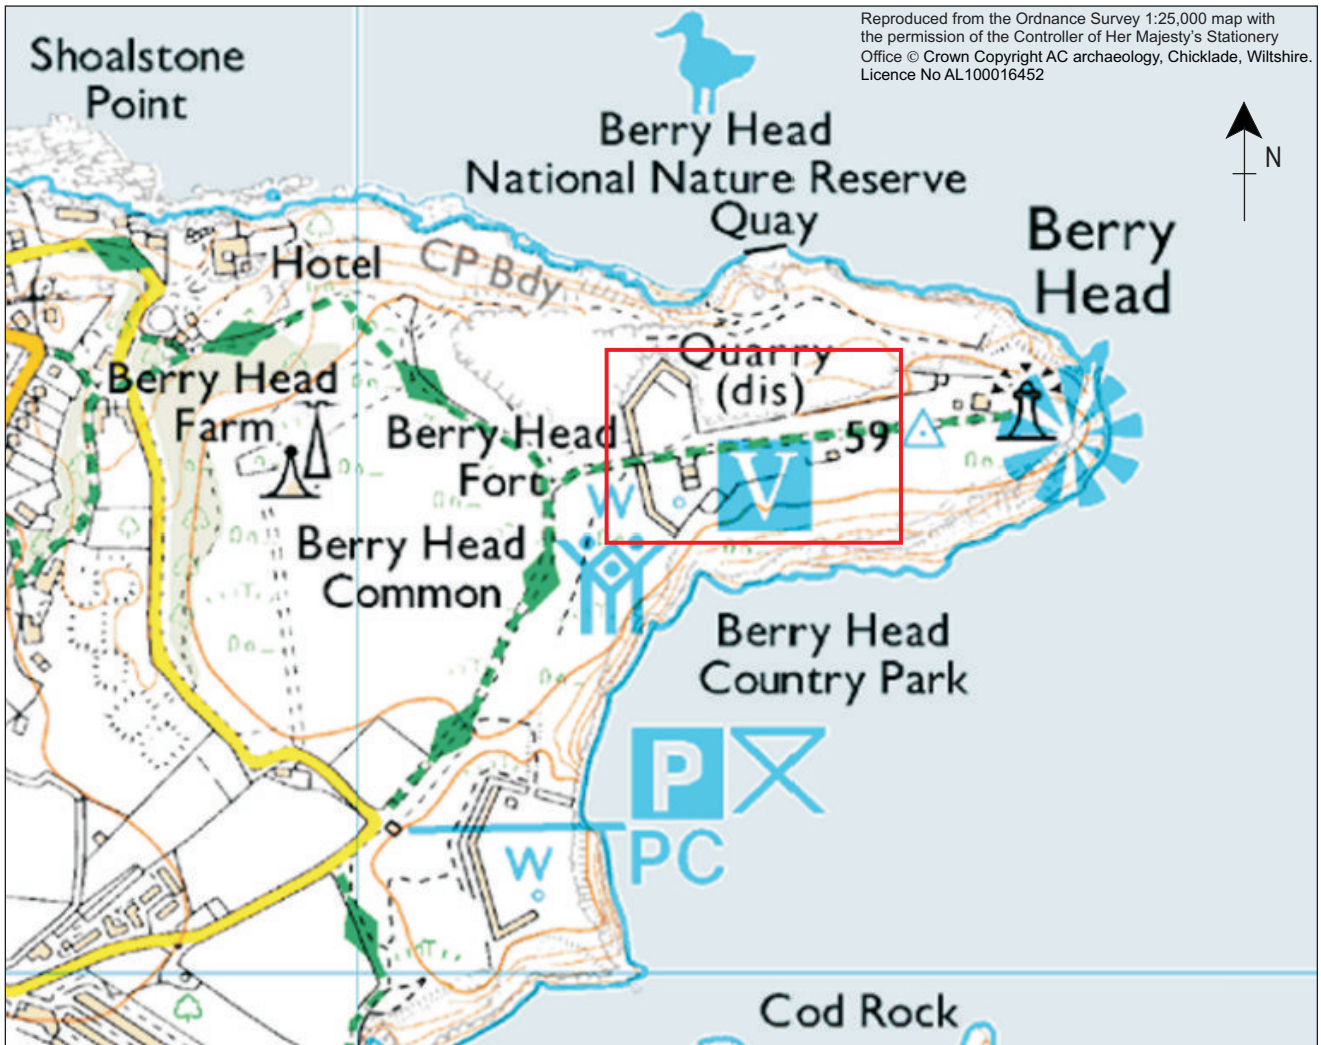 Reproduced from the Ordnance Survey 1:25,000 map with
the permission of the Controller of Her Majesty's Stationery
Office © Crown Copyright AC archaeology, Chicklade, Wiltshire.
Licence No AL100016452
N
Shoalstone
Point
Berry Head
National Nature Reserve
Quay
Berry
Head
Hotel
CP Bdy
Quarry
(dis)
Berry Head
Farm
Berry Head
Fort
59
V
W
Berry Head
Common
Berry Head
Country Park
P
PC
W
Cod Rock